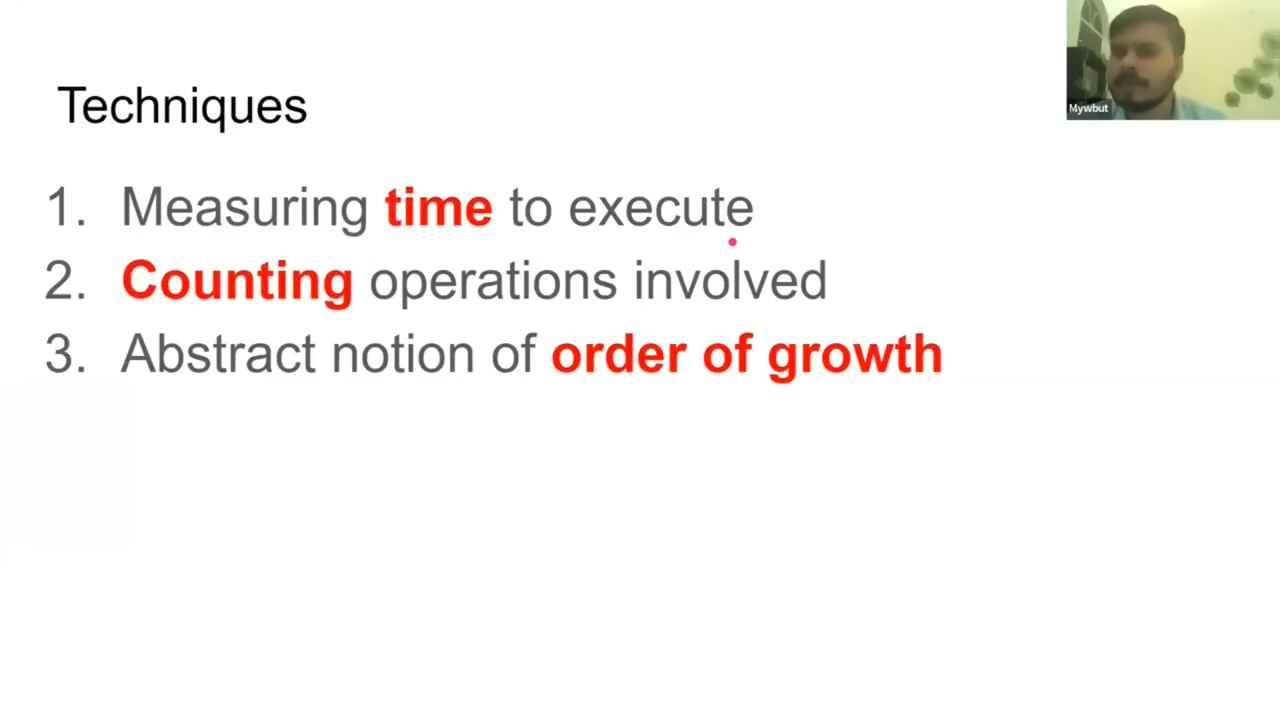 Techniques
1. Measuring time to execute
2. Counting operations involved
3. Abstract notion of order of growth
Mywbut